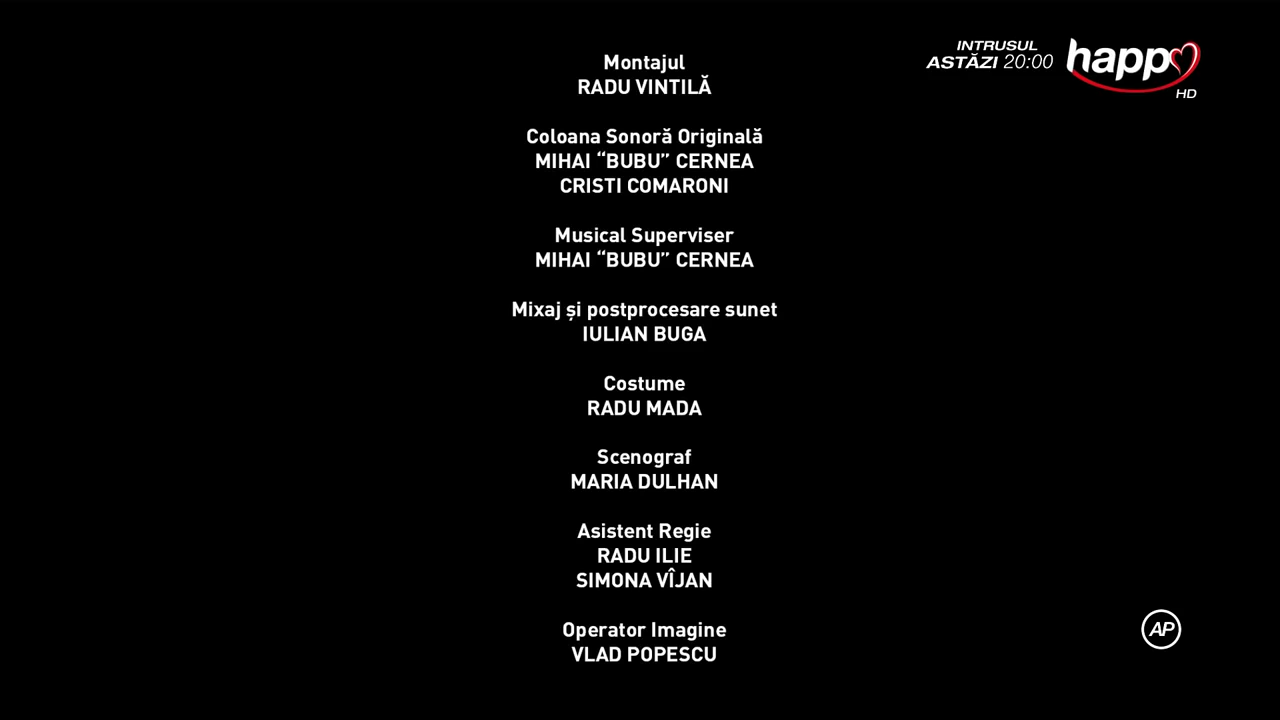 Montajul
RADU VINTILĂ
Coloana Sonoră Originală
MIHAI “BUBU” CERNEA
CRISTI COMARONI
Musical Superviser
MIHAI “BUBU” CERNEA
Mixaj și postprocesare sunet
IULIAN BUGA
Costume
RADU MADA
Scenograf
MARIA DULHAN
Asistent Regie
RADU ILIE
SIMONA VÎJAN
Operator Imagine
VLAD POPESCU
INTRUSUL
ASTĂZI 20:00
happy
HD
AP